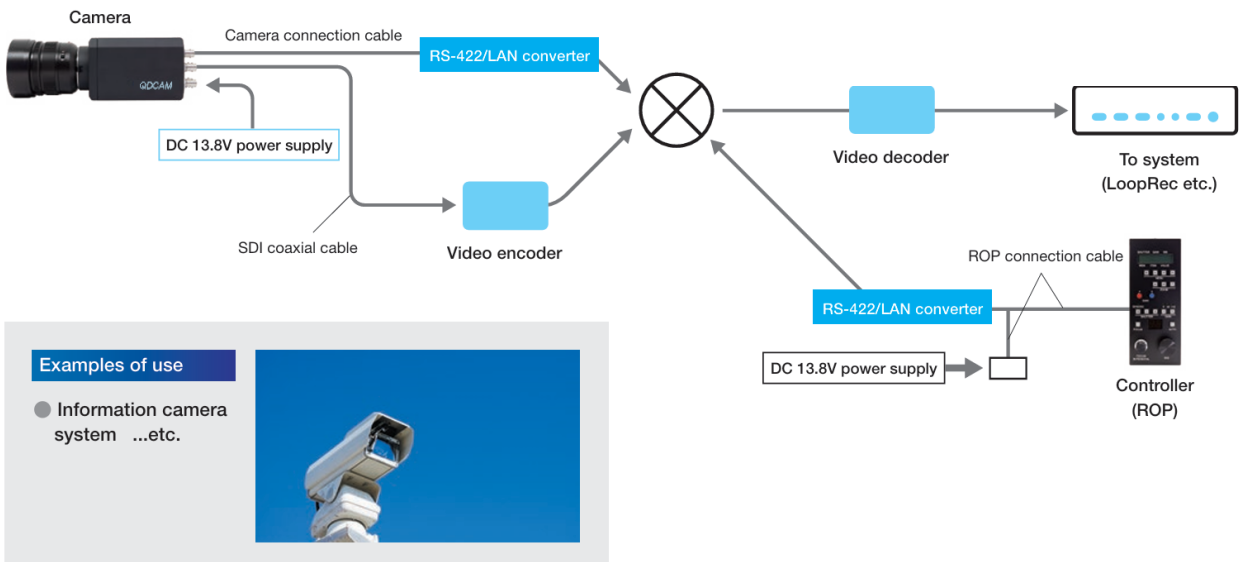 Camera
Camera connection cable
RS-422/LAN converter
QDCAM
DC 13.8V power supply
SDI coaxial cable
Video encoder
Video decoder
To system
(LoopRec etc.)
ROP connection cable
RS-422/LAN converter
DC 13.8V power supply
Controller
(ROP)
Examples of use
Information camera
system ...etc.